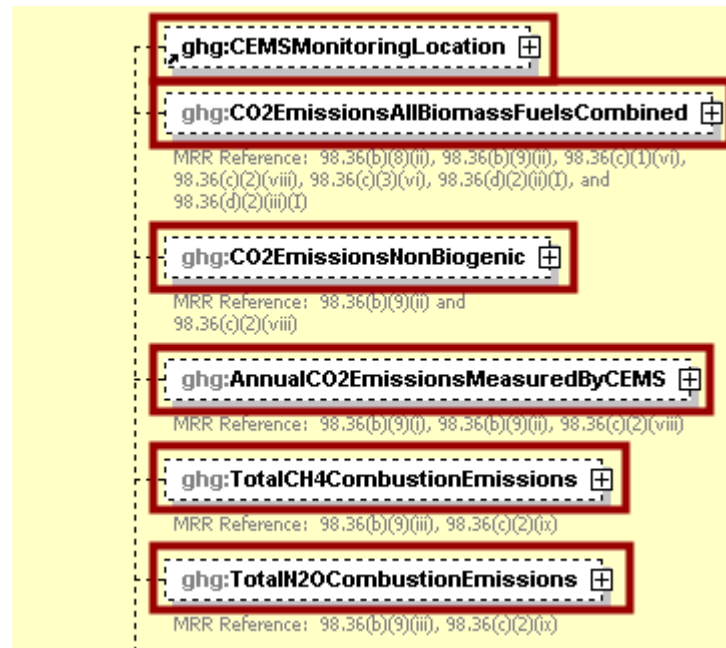 ghg:CEMSMonitoringLocation
ghg:CO2EmissionsAllBiomassFuelsCombined
MRR Reference: 98.36(b)(8)(ii), 98.36(b)(9)(ii), 98.36(c)(1)(vi),
98.36(c)(2)(viii), 98.36(c)(3)(vi), 98.36(d)(2)(ii)(I), and
98.36(d)(2)(iii)(I)
ghg:CO2EmissionsNonBiogenic
MRR Reference: 98.36(b)(9)(ii) and
98.36(c)(2)(viii)
ghg:AnnualCO2EmissionsMeasuredByCEMS
MRR Reference: 98.36(b)(9)(i), 98.36(b)(9)(ii), 98.36(c)(2)(viii)
ghg:TotalCH4CombustionEmissions
MRR Reference: 98.36(b)(9)(iii), 98.36(c)(2)(ix)
ghg:TotalN2OCombustionEmissions
MRR Reference: 98.36(b)(9)(iii), 98.36(c)(2)(ix)